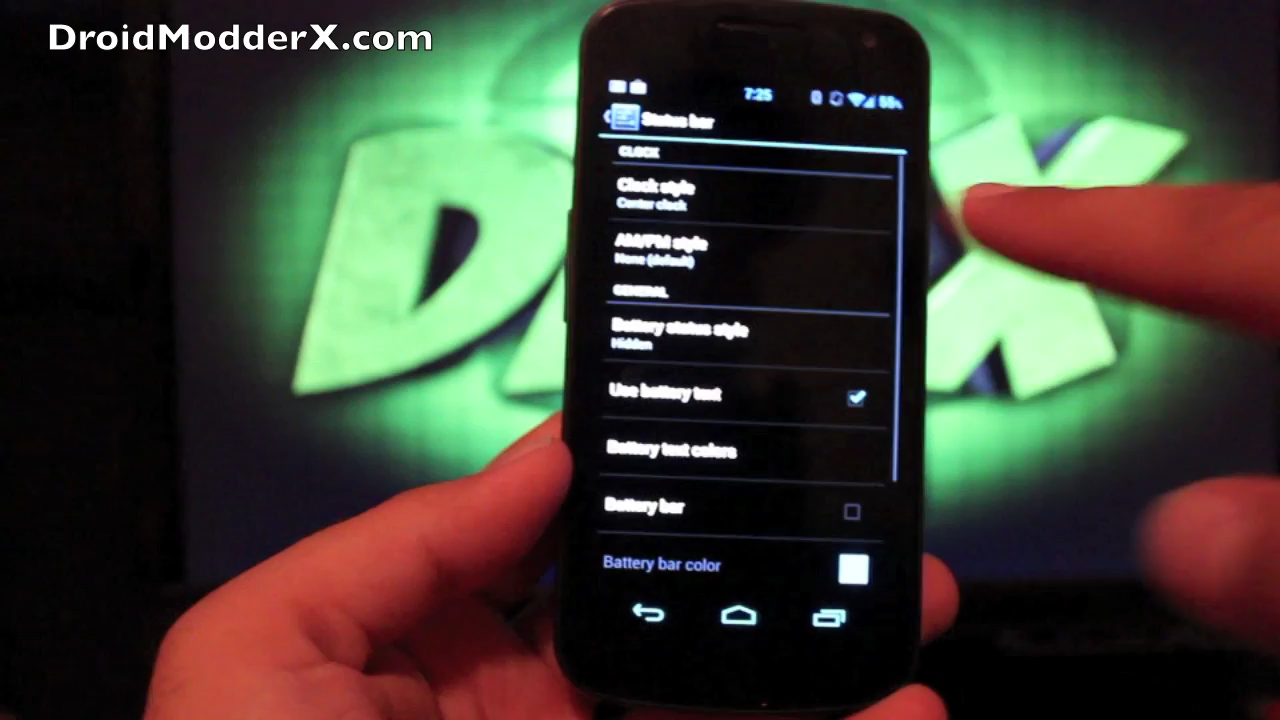 DroidModderX.com
7:25
55%
Status bar
CLOCK
Clock style
Center clock
AM/PM style
None (default)
GENERAL
Battery status style
Hidden
Use battery text
Battery text colors
Battery bar
Battery bar color
D
X